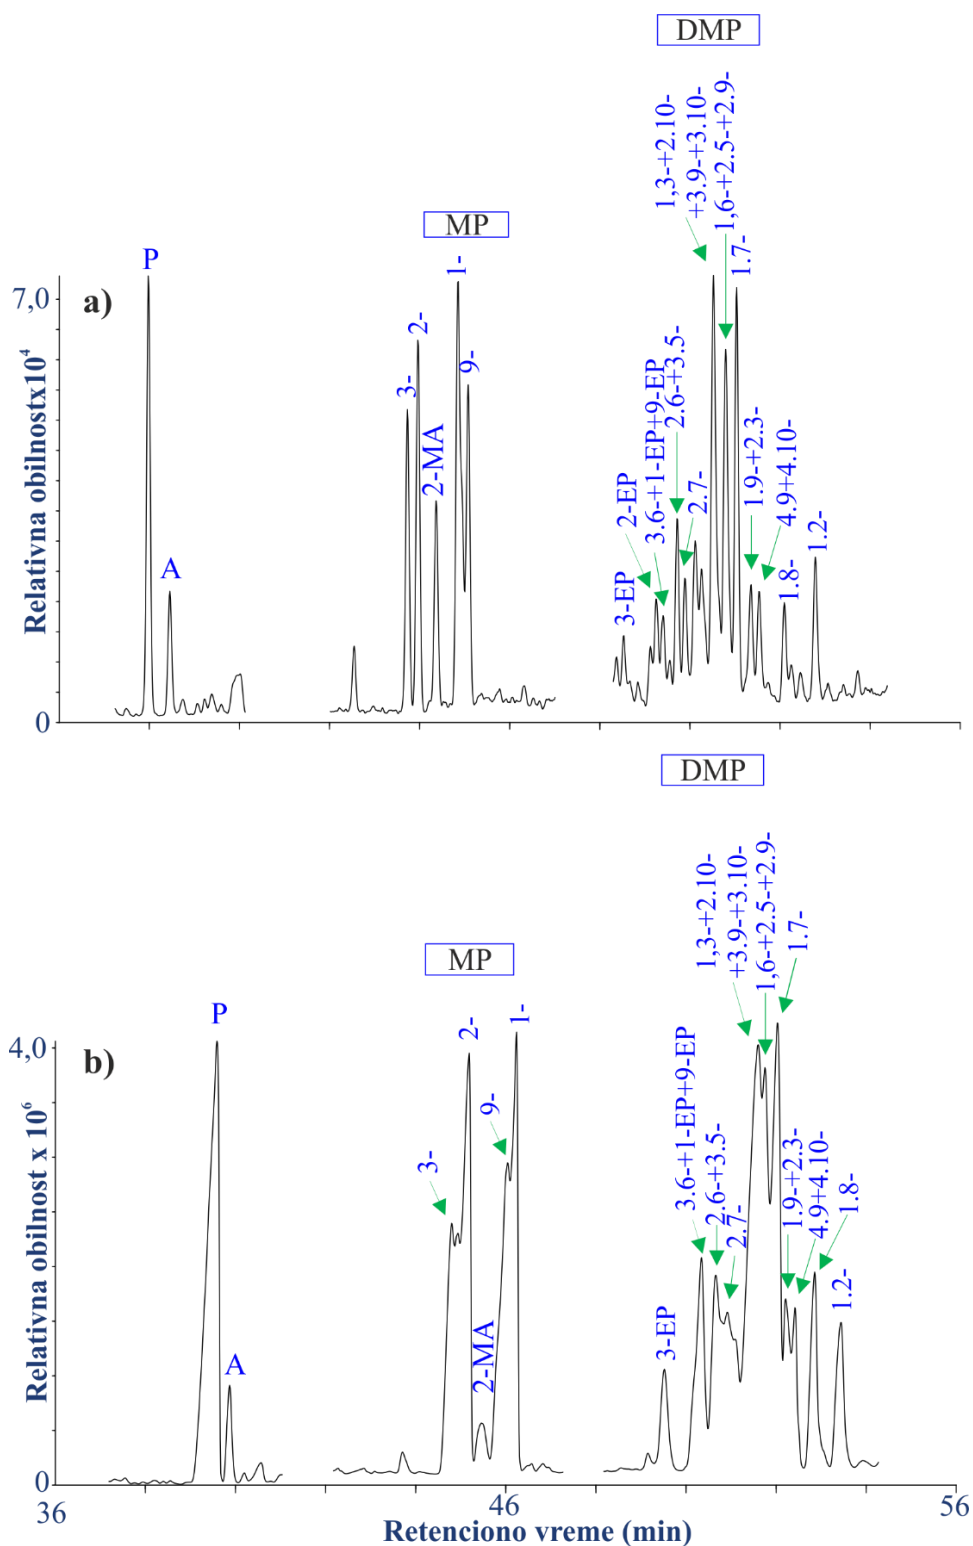 DMP
1,3-+2.10-
+3.9-+3.10-
1,6-+2.5-+2.9-
1.7-
MP
P
1-
a)
7,0
2-
9-
3-
2-MA
A
2-EP
3.6-+1-EP+9-EP
2.6-+3.5-
2.7-
1.9-+2.3-
4.9+4.10-
3-EP
1.8-
1.2-
Relativna obilnostx10⁴
0
DMP
1,3-+2.10-
+3.9-+3.10-
1,6-+2.5-+2.9-
1.7-
MP
P
2-
1-
4,0
b)
9-
3-
2-MA
A
3.6-+1-EP+9-EP
2.6-+3.5-
2.7-
1.9-+2.3-
4.9+4.10-
1.8-
3-EP
1.2-
Relativna obilnost x 10⁶
0
36
46
56
Retenciono vreme (min)